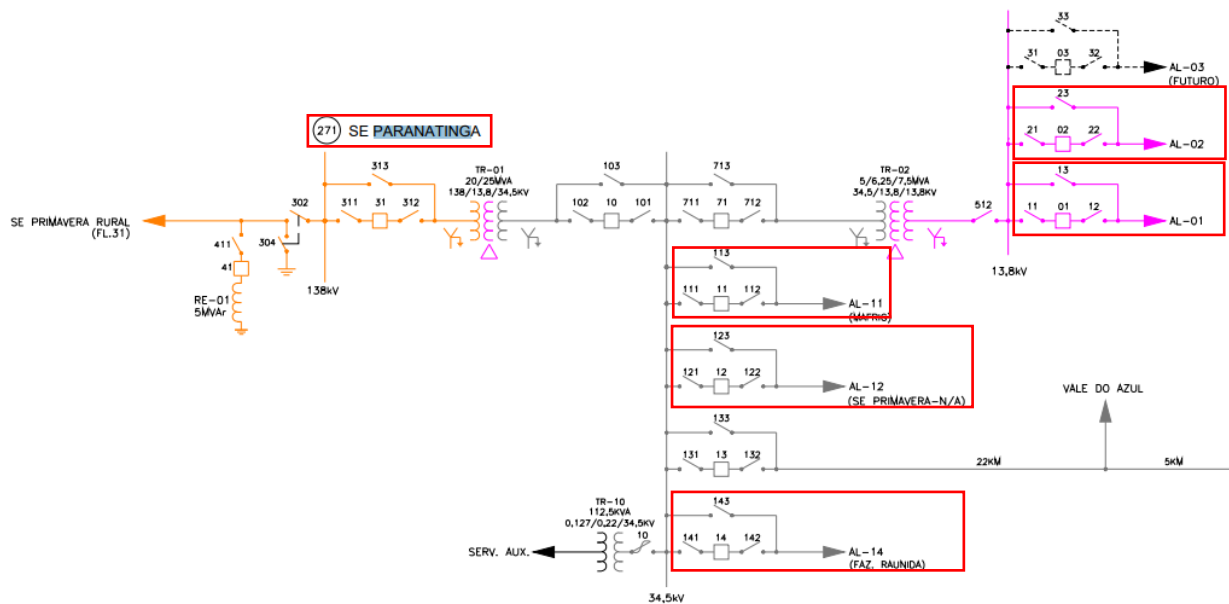 33
31 03 32
AL-03
(FUTURO)
23
21 02 22
AL-02
13
11 01 12
AL-01
512
13,8kV
271 SE PARANATINGA
SE PRIMAVERA RURAL
(FL.31)
302
304
411
41
RE-01
5MVAr
138kV
313
311 31 312
TR-01
20/25MVA
138/13,8/34,5KV
103
102 10 101
713
711 71 712
TR-02
5/6,25/7,5MVA
34,5/13,8/13,8KV
113
111 11 112
AL-11
(MAFRIG)
123
121 12 122
AL-12
(SE PRIMAVERA-N/A)
VALE DO AZÚL
133
131 13 132
22KM
5KM
TR-10
112,5KVA
0,127/0,22/34,5KV
10
SERV. AUX.
143
141 14 142
AL-14
(FAZ. RAUNIDA)
34,5kV